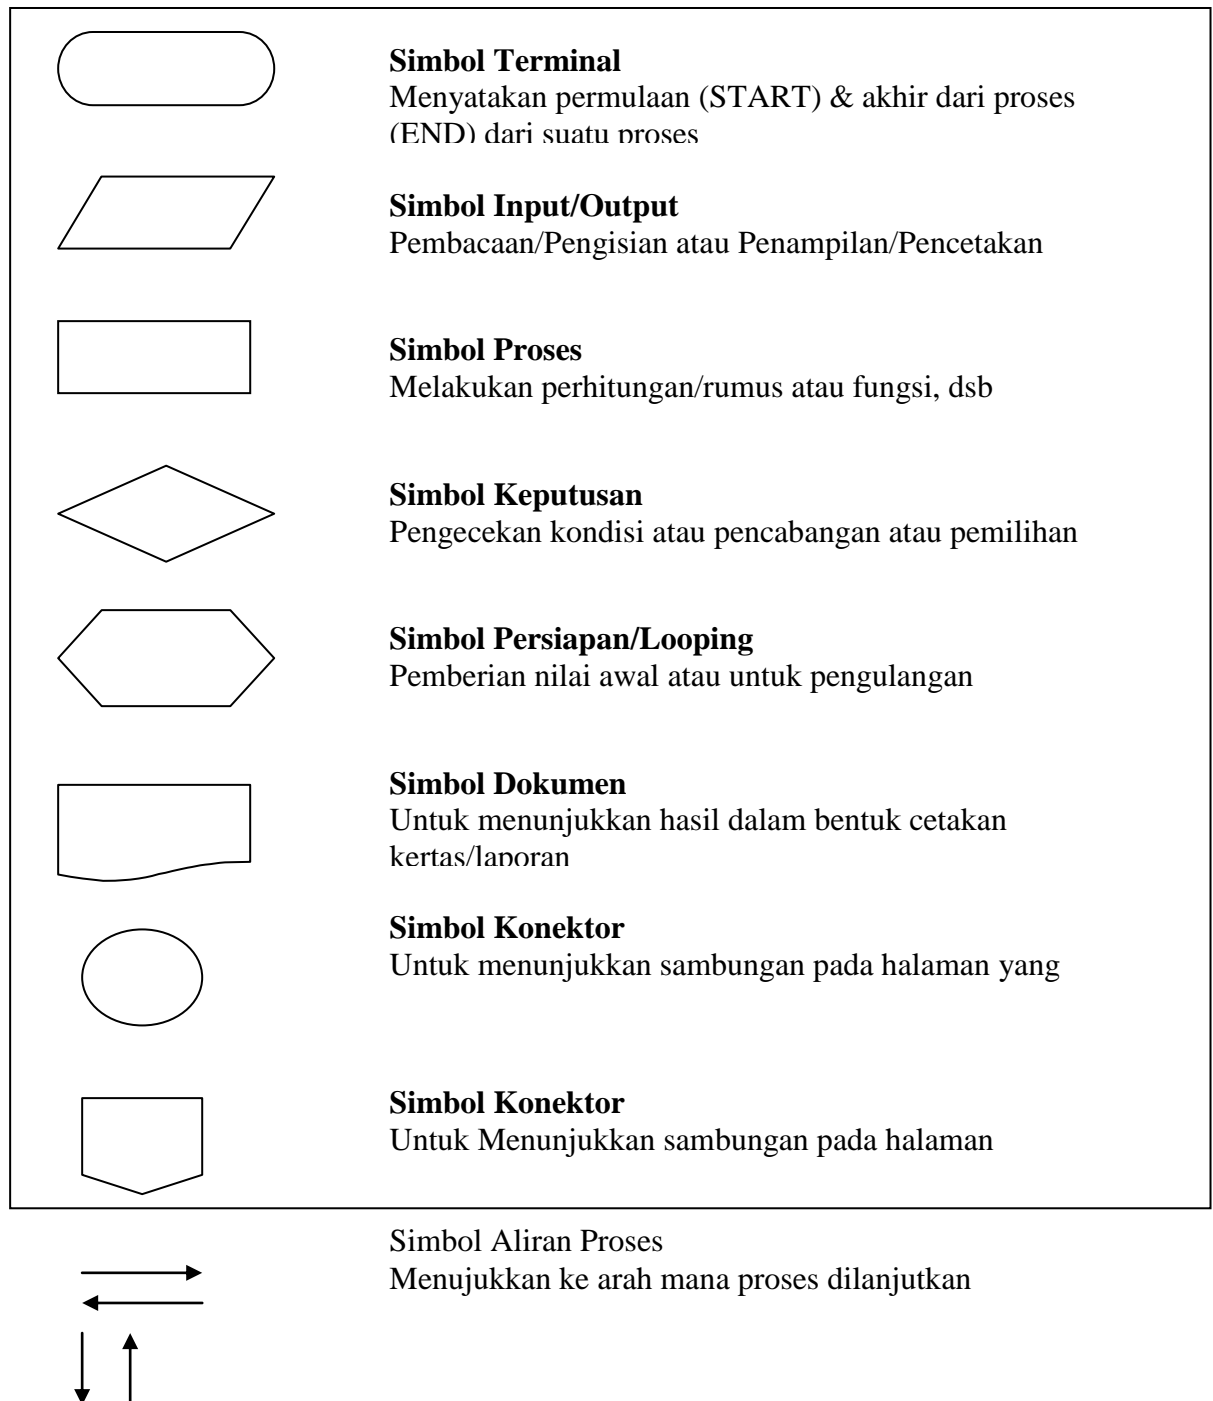 Simbol Terminal
Menyatakan permulaan (START) & akhir dari proses
(END) dari suatu proses
Simbol Input/Output
Pembacaan/Pengisian atau Penampilan/Pencetakan
Simbol Proses
Melakukan perhitungan/rumus atau fungsi, dsb
Simbol Keputusan
Pengecekan kondisi atau pencabangan atau pemilihan
Simbol Persiapan/Looping
Pemberian nilai awal atau untuk pengulangan
Simbol Dokumen
Untuk menunjukkan hasil dalam bentuk cetakan
kertas/laporan
Simbol Konektor
Untuk menunjukkan sambungan pada halaman yang
Simbol Konektor
Untuk Menunjukkan sambungan pada halaman
Simbol Aliran Proses
Menujukkan ke arah mana proses dilanjutkan